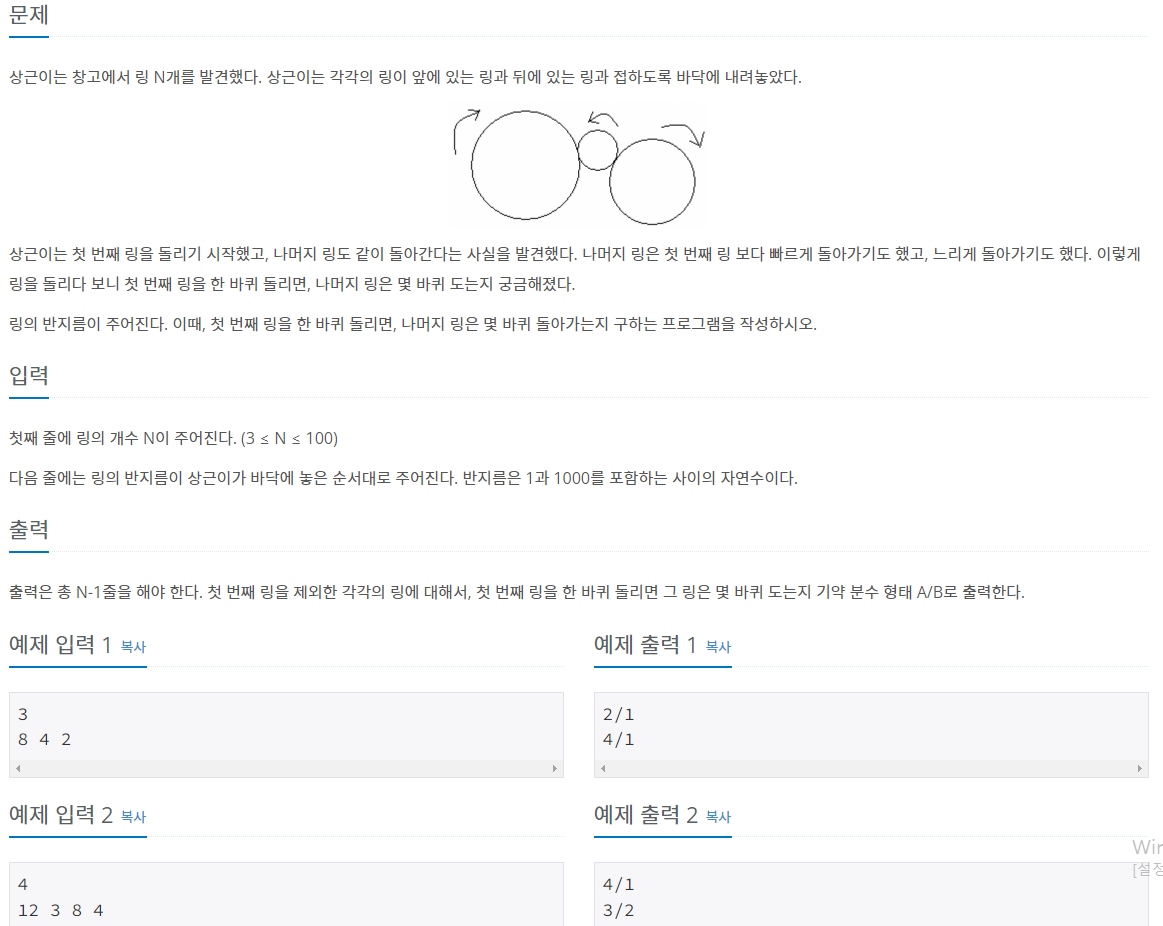 문제
상근이는 창고에서 링 N개를 발견했다. 상근이는 각각의 링이 앞에 있는 링과 뒤에 있는 링과 접하도록 바닥에 내려놓았다.
상근이는 첫 번째 링을 돌리기 시작했고, 나머지 링도 같이 돌아간다는 사실을 발견했다. 나머지 링은 첫 번째 링 보다 빠르게 돌아가기도 했고, 느리게 돌아가기도 했다. 이렇게
링을 돌리다 보니 첫 번째 링을 한 바퀴 돌리면, 나머지 링은 몇 바퀴 도는지 궁금해졌다.
링의 반지름이 주어진다. 이때, 첫 번째 링을 한 바퀴 돌리면, 나머지 링은 몇 바퀴 돌아가는지 구하는 프로그램을 작성하시오.
입력
첫째 줄에 링의 개수 N이 주어진다. (3 ≤ N ≤ 100)
다음 줄에는 링의 반지름이 상근이가 바닥에 놓은 순서대로 주어진다. 반지름은 1과 1000를 포함하는 사이의 자연수이다.
출력
출력은 총 N-1줄을 해야 한다. 첫 번째 링을 제외한 각각의 링에 대해서, 첫 번째 링을 한 바퀴 돌리면 그 링은 몇 바퀴 도는지 기약 분수 형태 A/B로 출력한다.
예제 입력 1 복사
3
8 4 2
예제 출력 1 복사
2/1
4/1
예제 입력 2 복사
4
12 3 8 4
예제 출력 2 복사
4/1
3/2